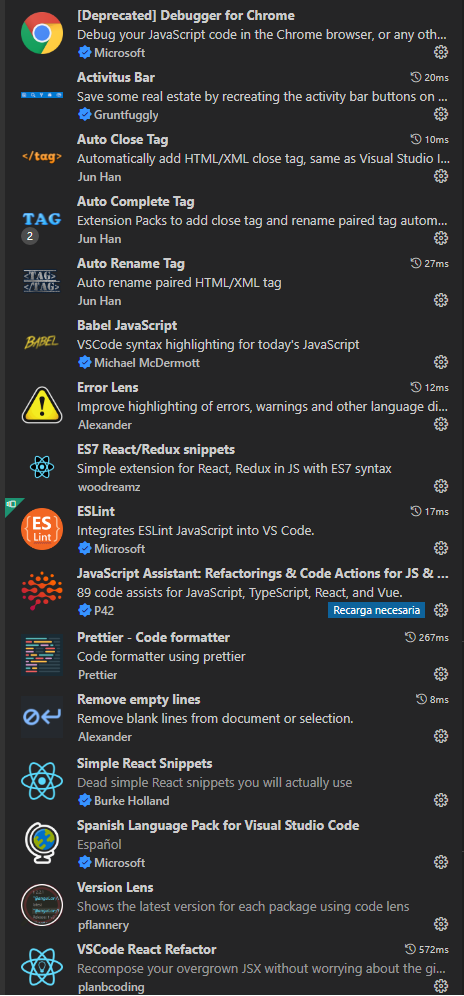 [Deprecated] Debugger for Chrome
Debug your JavaScript code in the Chrome browser, or any oth...
Microsoft
Activitus Bar 20ms
Save some real estate by recreating the activity bar buttons on ...
Gruntfuggly
</tag> Auto Close Tag 10ms
Automatically add HTML/XML close tag, same as Visual Studio I...
Jun Han
Auto Complete Tag
TAG Extension Packs to add close tag and rename paired tag autom...
2 Jun Han
Auto Rename Tag 27ms
<TAG> Auto rename paired HTML/XML tag
</TAG>
Jun Han
Babel JavaScript
BABEL VSCode syntax highlighting for today's JavaScript
Michael McDermott
Error Lens 12ms
Improve highlighting of errors, warnings and other language di...
Alexander
ES7 React/Redux snippets
Simple extension for React, Redux in JS with ES7 syntax
woodreamz
ESLint 17ms
{ES} Integrates ESLint JavaScript into VS Code.
Lint Microsoft
JavaScript Assistant: Refactorings & Code Actions for JS & ...
89 code assists for JavaScript, TypeScript, React, and Vue.
P42 Recarga necesaria
Prettier - Code formatter 267ms
Code formatter using prettier
Prettier
Remove empty lines 8ms
Remove blank lines from document or selection.
Alexander
Simple React Snippets
Dead simple React snippets you will actually use
Burke Holland
Spanish Language Pack for Visual Studio Code
Español
Microsoft
Version Lens
Shows the latest version for each package using code lens
pflannery
VSCode React Refactor 572ms
Recompose your overgrown JSX without worrying about the gi...
planbcoding